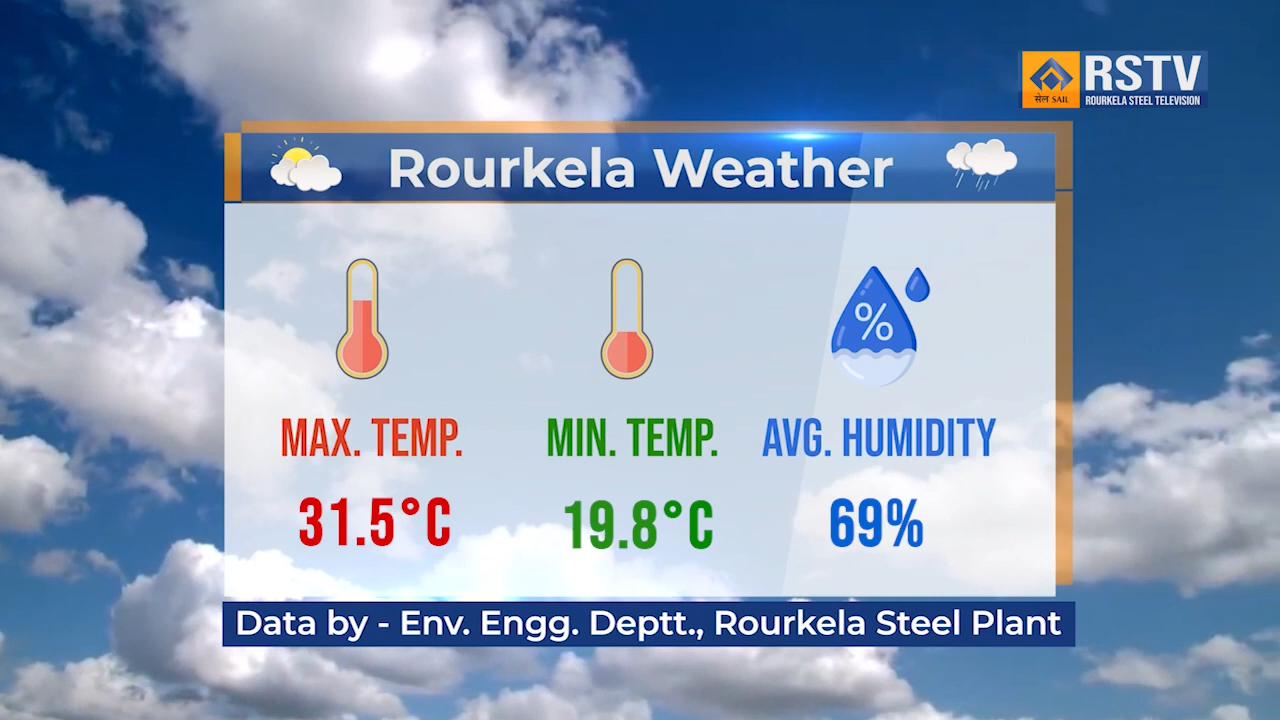 सेल SAIL
RSTV
ROURKELA STEEL TELEVISION
Rourkela Weather
%
MAX. TEMP.
MIN. TEMP.
AVG. HUMIDITY
31.5°C
19.8°C
69%
Data by - Env. Engg. Deptt., Rourkela Steel Plant